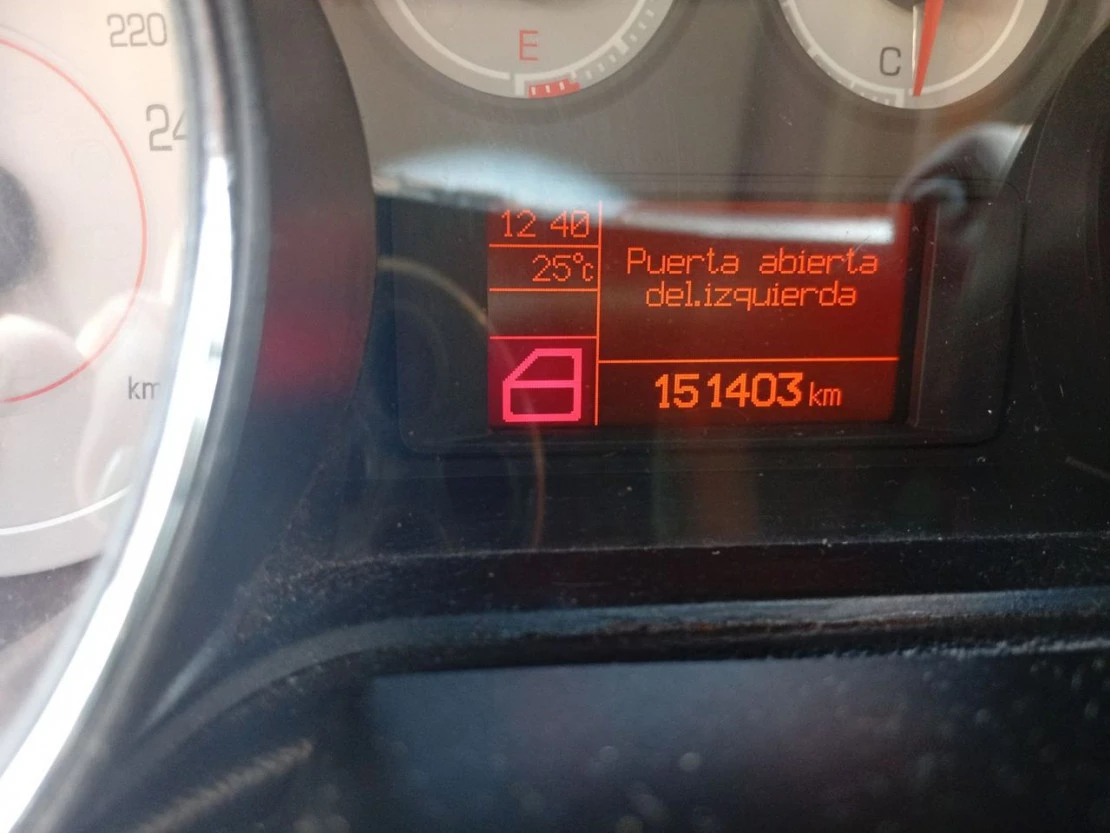 220
24
km
E
C
12 40
25°c
Puerta abierta
del.izquierda
151403 km